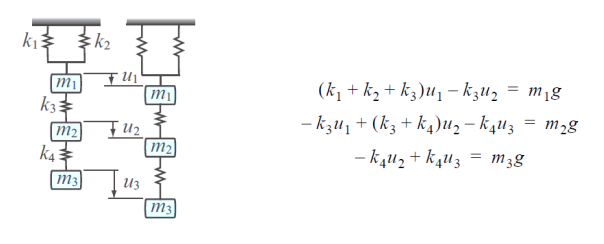 k₁ k₂
m₁ u₁ m₁
k₃
m₂ u₂ m₂
k₄
m₃ u₃ m₃
(k₁ + k₂ + k₃)u₁ – k₃u₂ = m₁g
– k₃u₁ + (k₃ + k₄)u₂ – k₄u₃ = m₂g
– k₄u₂ + k₄u₃ = m₃g